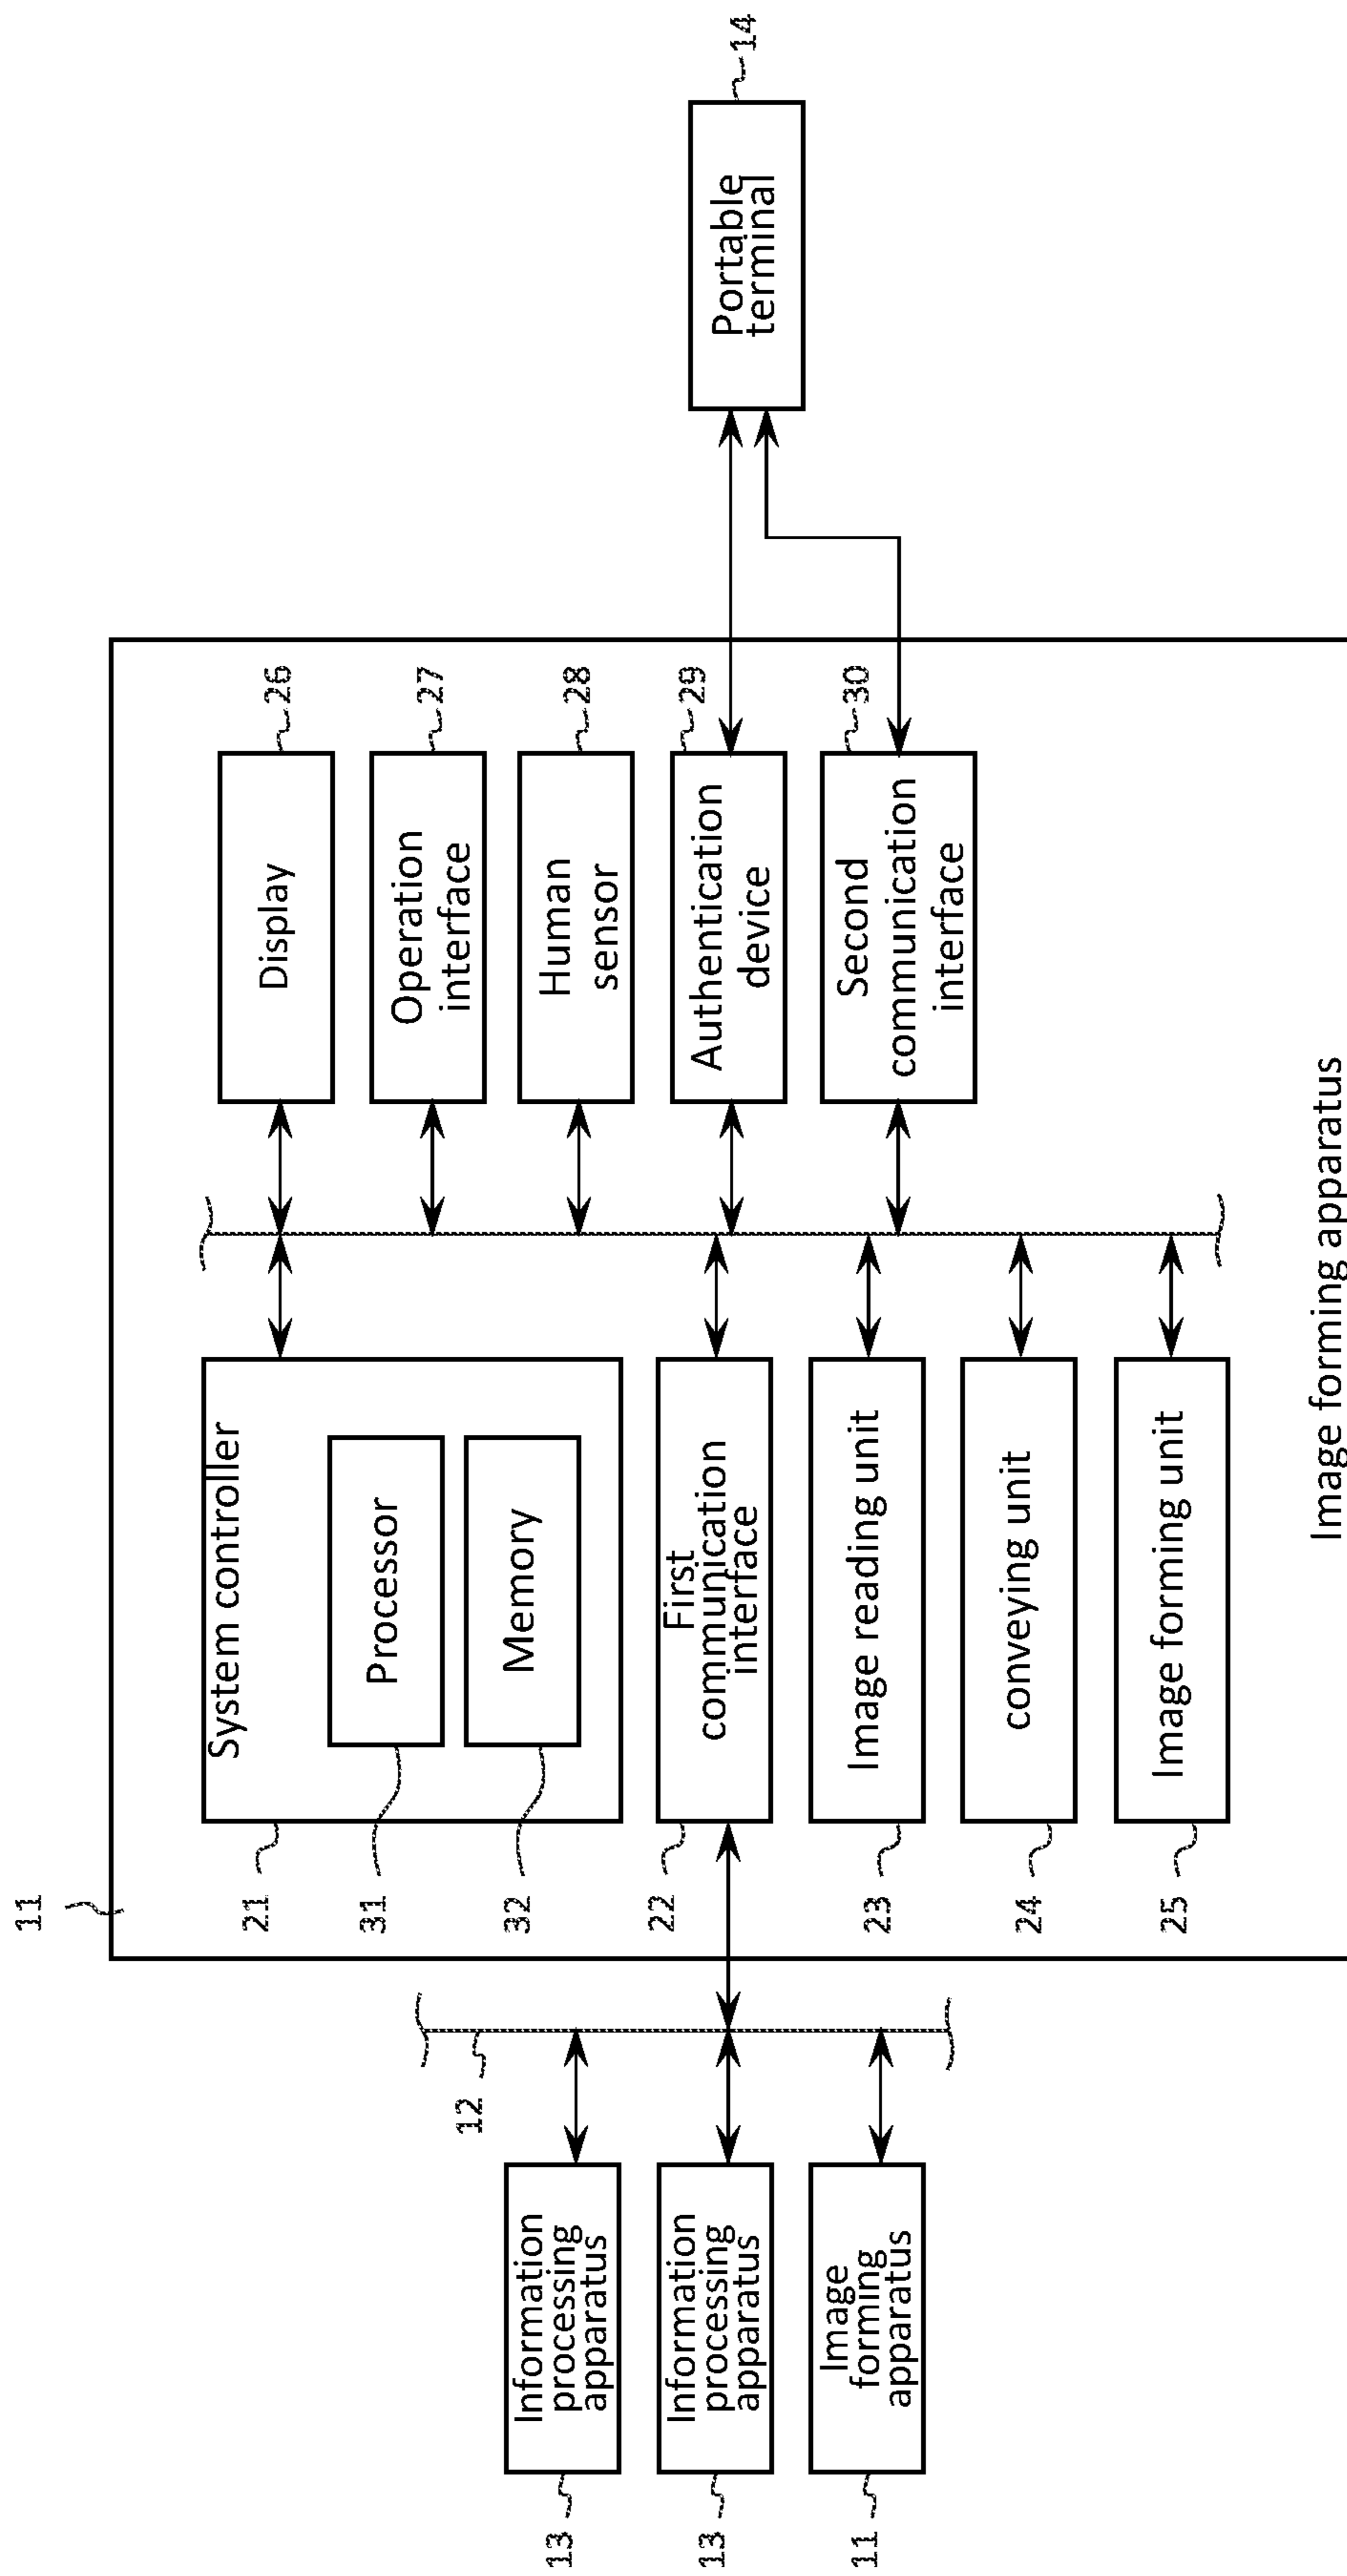 11
21
System controller
31
Processor
32
Memory
22
First
communication
interface
23
Image reading unit
24
conveying unit
25
Image forming unit
26
Display
27
Operation
interface
28
Human
sensor
29
Authentication
device
30
Second
communication
interface
Image forming apparatus
12
13
Information
processing
apparatus
13
Information
processing
apparatus
11
Image
forming
apparatus
14
Portable
terminal